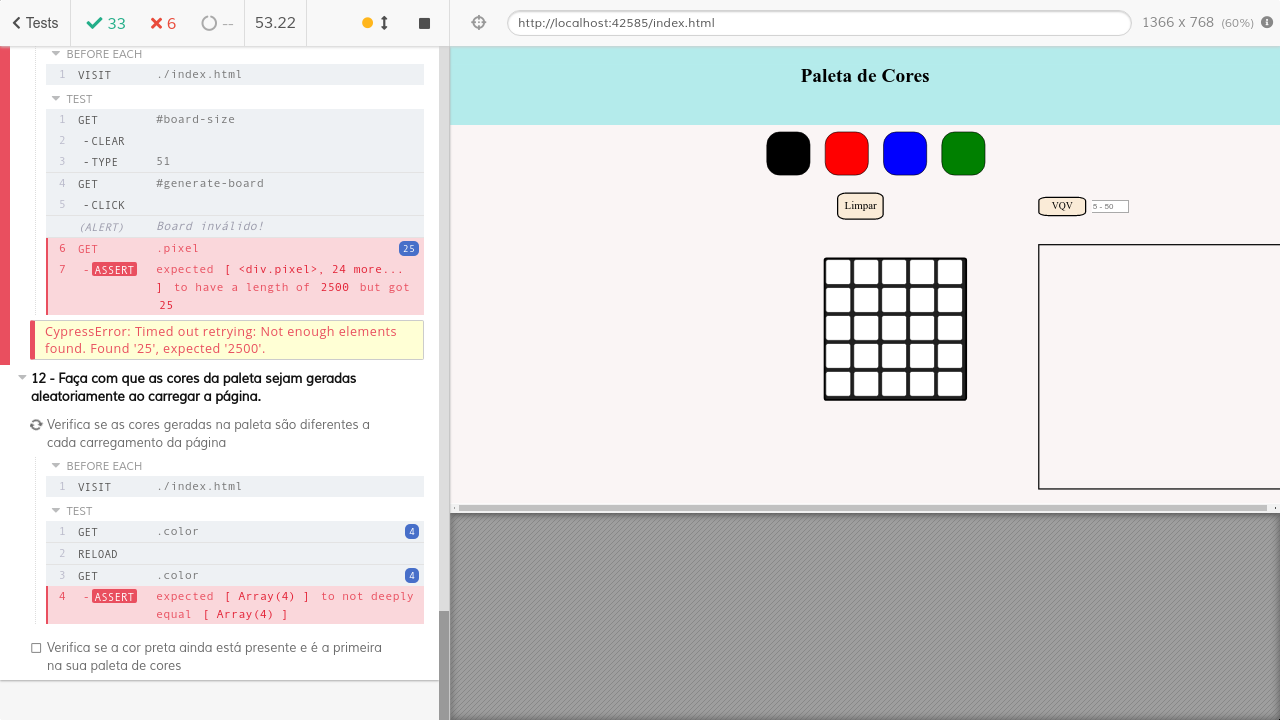 Tests
33
6
--
53.22
http://localhost:42585/index.html
1366 x 768 (60%)
BEFORE EACH
1 VISIT ./index.html
TEST
1 GET #board-size
2 -CLEAR
3 -TYPE 51
4 GET #generate-board
5 -CLICK
(ALERT) Board inválido!
6 GET .pixel 25
7 -ASSERT expected [ <div.pixel>, 24 more...
] to have a length of 2500 but got
25
CypressError: Timed out retrying: Not enough elements
found. Found '25', expected '2500'.
12 - Faça com que as cores da paleta sejam geradas
aleatoriamente ao carregar a página.
Verifica se as cores geradas na paleta são diferentes a
cada carregamento da página
BEFORE EACH
1 VISIT ./index.html
TEST
1 GET .color 4
2 RELOAD
3 GET .color 4
4 -ASSERT expected [ Array(4) ] to not deeply
equal [ Array(4) ]
Verifica se a cor preta ainda está presente e é a primeira
na sua paleta de cores
Paleta de Cores
Limpar
VQV
5 - 50